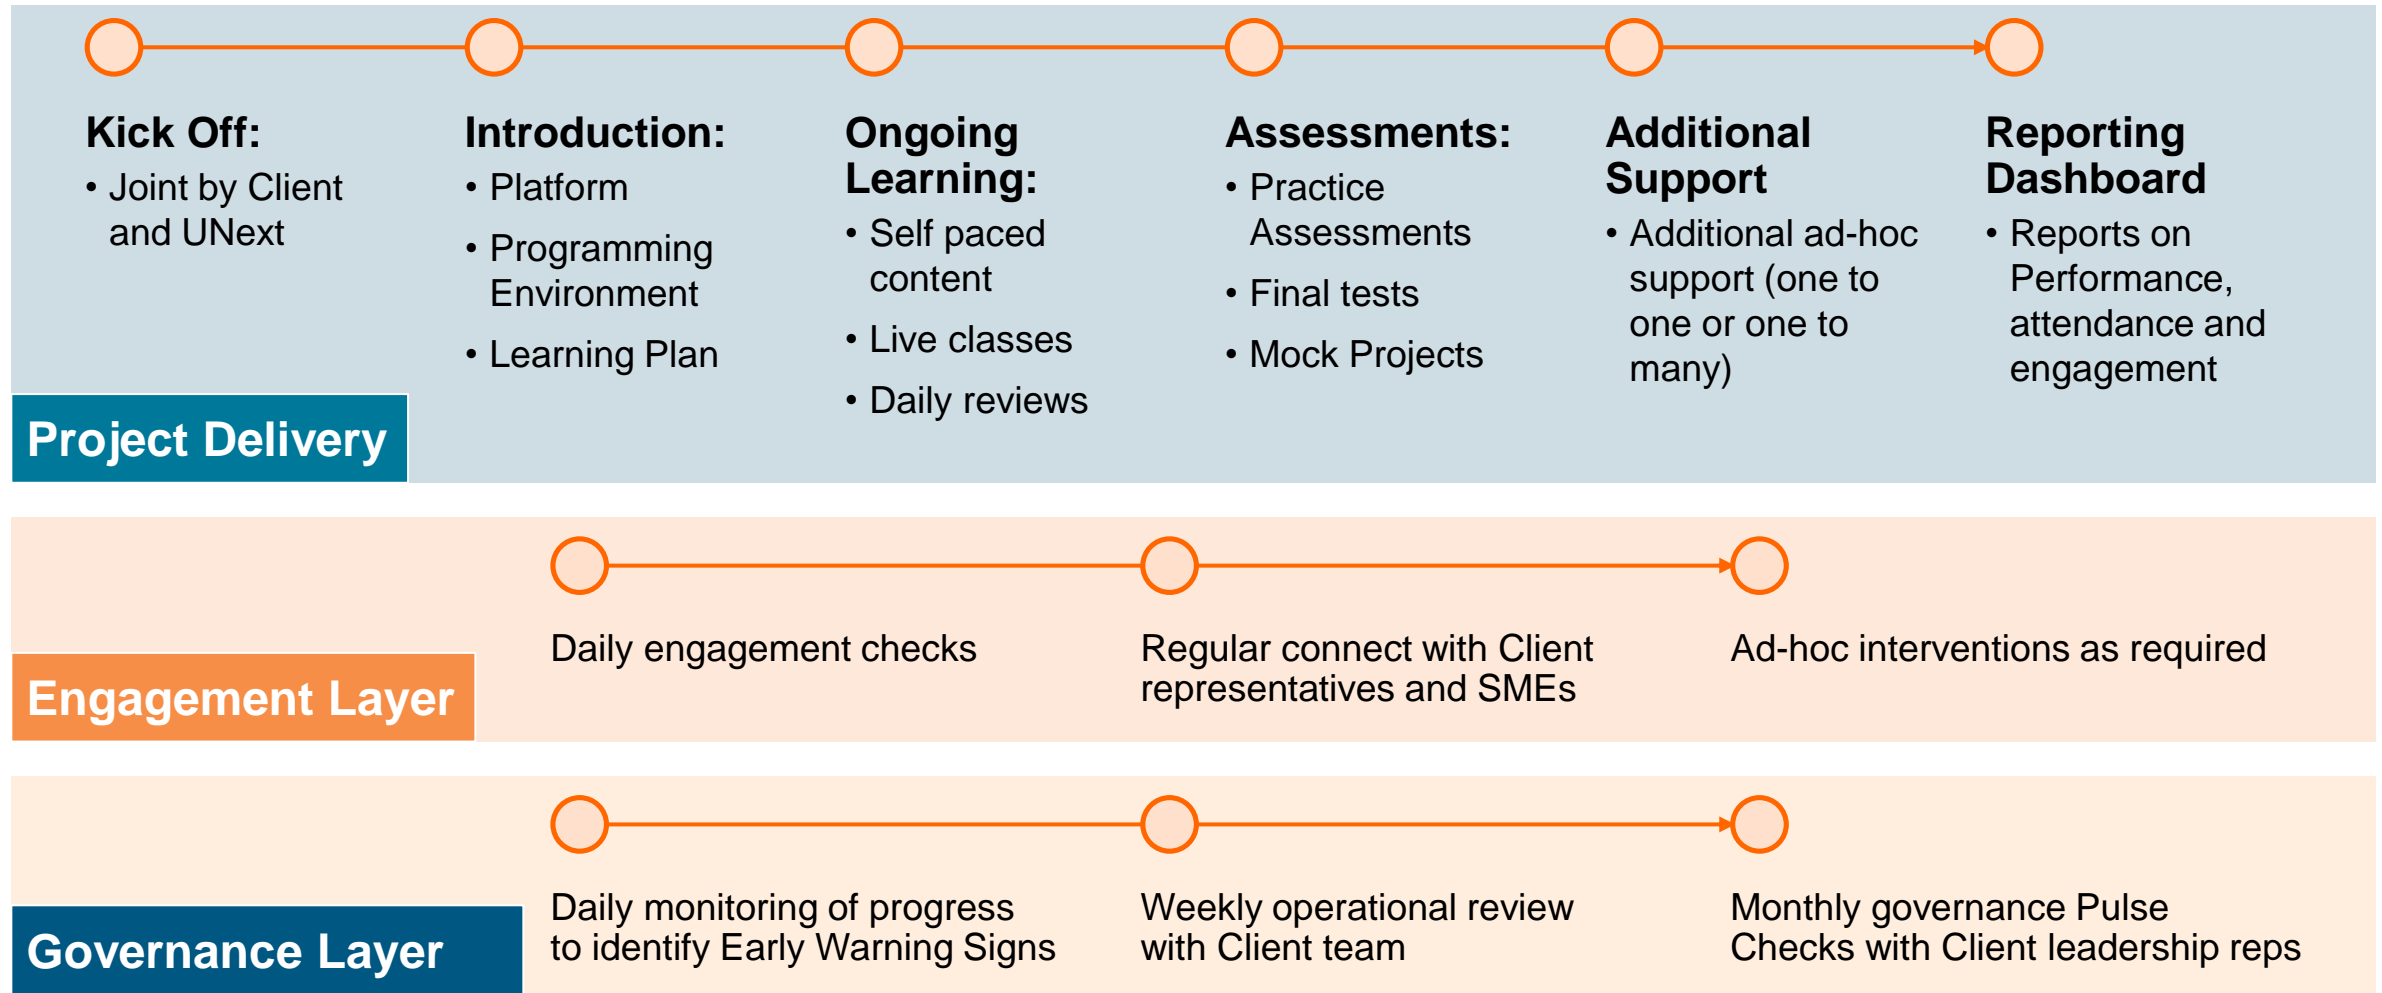 Kick Off:
• Joint by Client
and UNext
Introduction:
• Platform
• Programming
Environment
• Learning Plan
Ongoing
Learning:
• Self paced
content
• Live classes
• Daily reviews
Assessments:
• Practice
Assessments
• Final tests
• Mock Projects
Additional
Support
• Additional ad-hoc
support (one to
one or one to
many)
Reporting
Dashboard
• Reports on
Performance,
attendance and
engagement
Project Delivery
Daily engagement checks
Regular connect with Client
representatives and SMEs
Ad-hoc interventions as required
Engagement Layer
Daily monitoring of progress
to identify Early Warning Signs
Weekly operational review
with Client team
Monthly governance Pulse
Checks with Client leadership reps
Governance Layer